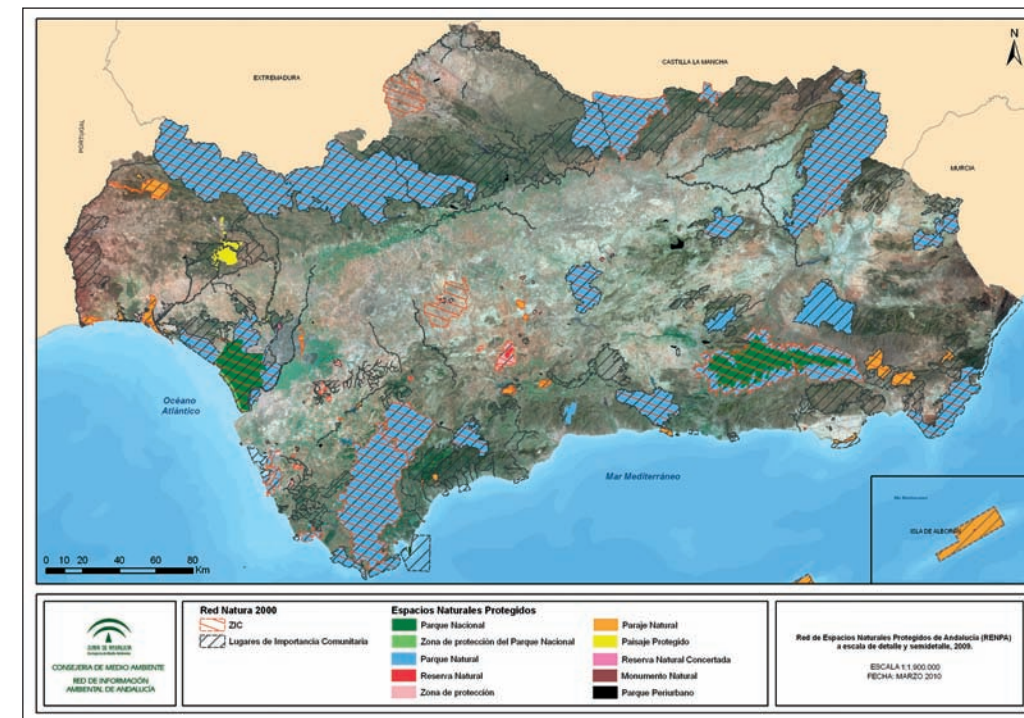 N
EXTREMADURA
CASTILLA LA MANCHA
PORTUGAL
MURCIA
Océano
Atlántico
Mar Mediterráneo
ISLA DE ALBORÁN
0 10 20 40 60 80
Km
JUNTA DE ANDALUCIA
CONSEJERIA DE MEDIO AMBIENTE
RED DE INFORMACIÓN
AMBIENTAL DE ANDALUCÍA
Red Natura 2000
ZIC
Lugares de Importancia Comunitaria
Espacios Naturales Protegidos
Parque Nacional
Zona de protección del Parque Nacional
Parque Natural
Reserva Natural
Zona de protección
Paraje Natural
Paisaje Protegido
Reserva Natural Concertada
Monumento Natural
Parque Periurbano
Red de Espacios Naturales Protegidos de Andalucía (RENPA)
a escala de detalle y semidetalle, 2009.
ESCALA 1:1.900.000
FECHA: MARZO 2010